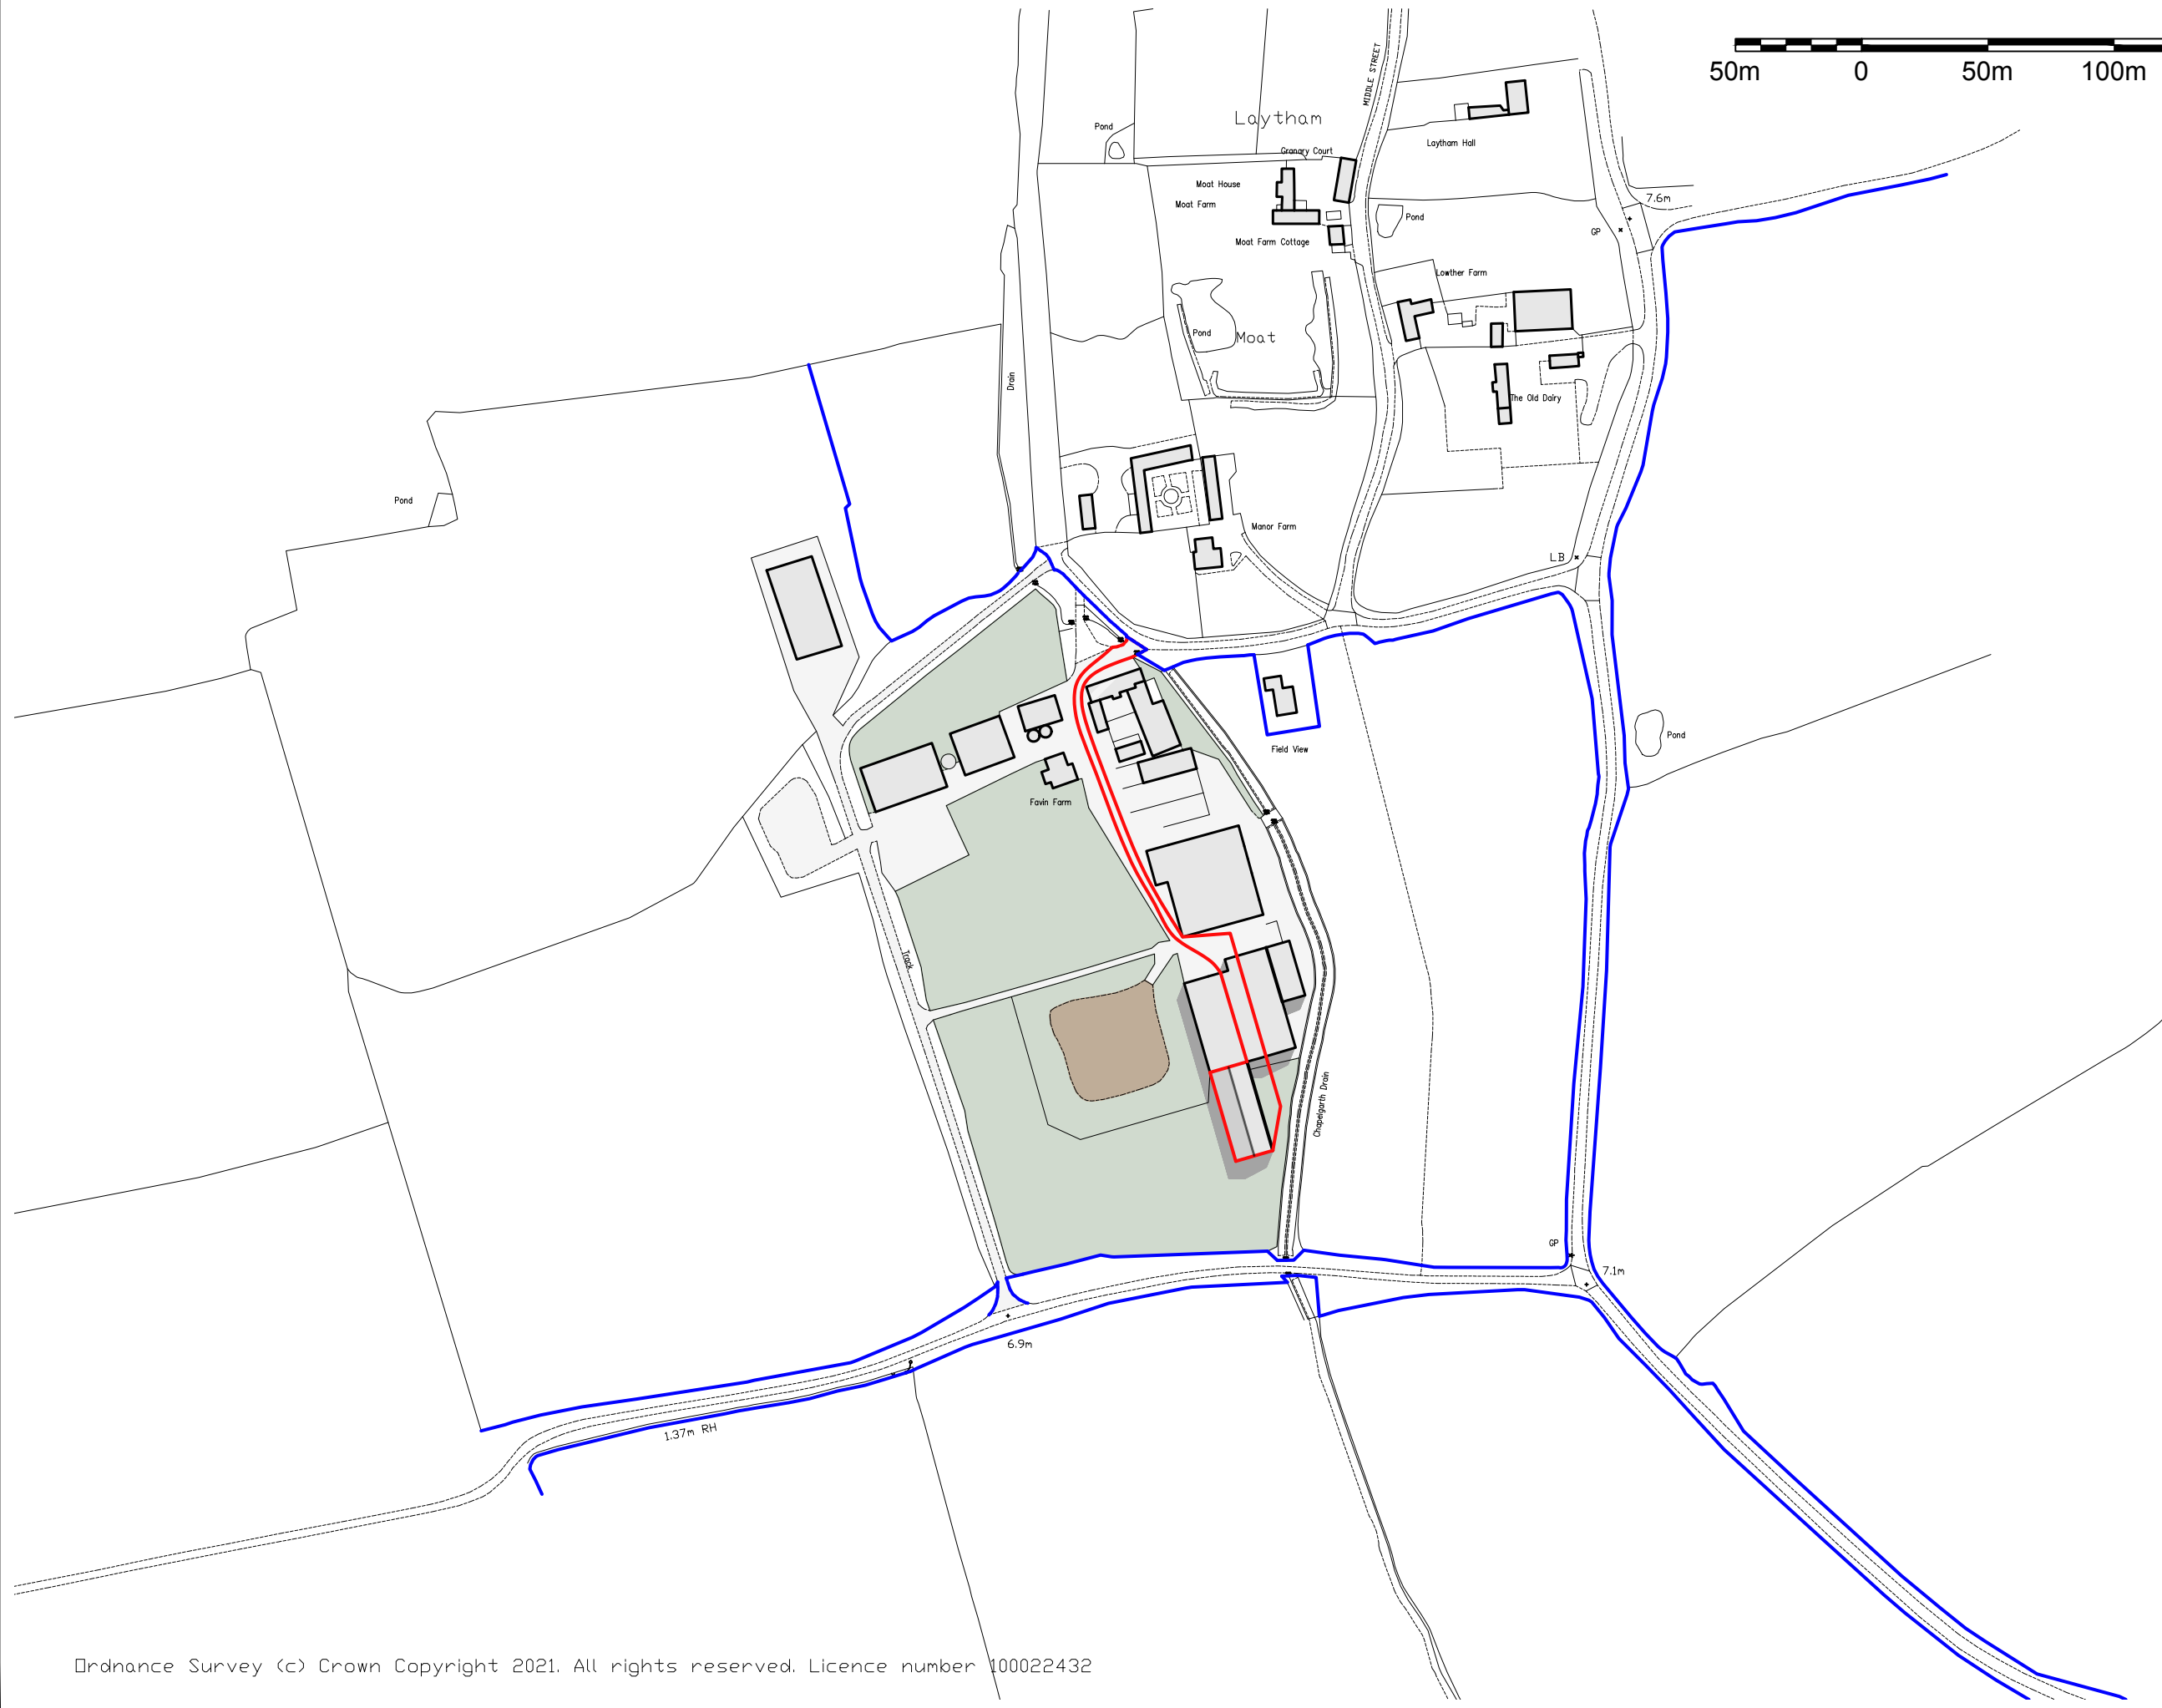 50m 0 50m 100m
MIDDLE STREET
Laytham
Pond
Granary Court
Laytham Hall
Moat House
Moat Farm
7.6m
Pond
GP
Moat Farm Cottage
Lowther Farm
Pond
Moat
Drain
The Old Dairy
Pond
Manor Farm
LB
Pond
Field View
Favin Farm
Track
Chapelgarth Drain
GP
7.1m
6.9m
1.37m RH
Ordnance Survey (c) Crown Copyright 2021. All rights reserved. Licence number 100022432